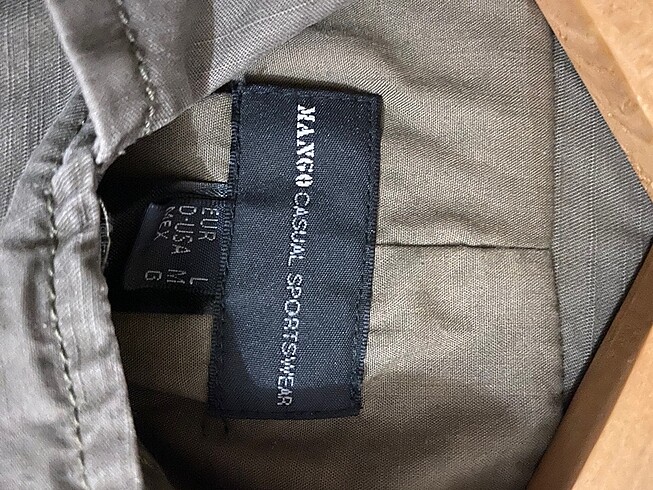 MANGO CASUAL SPORTSWEAR
EUR L
D-USA M
MEX G